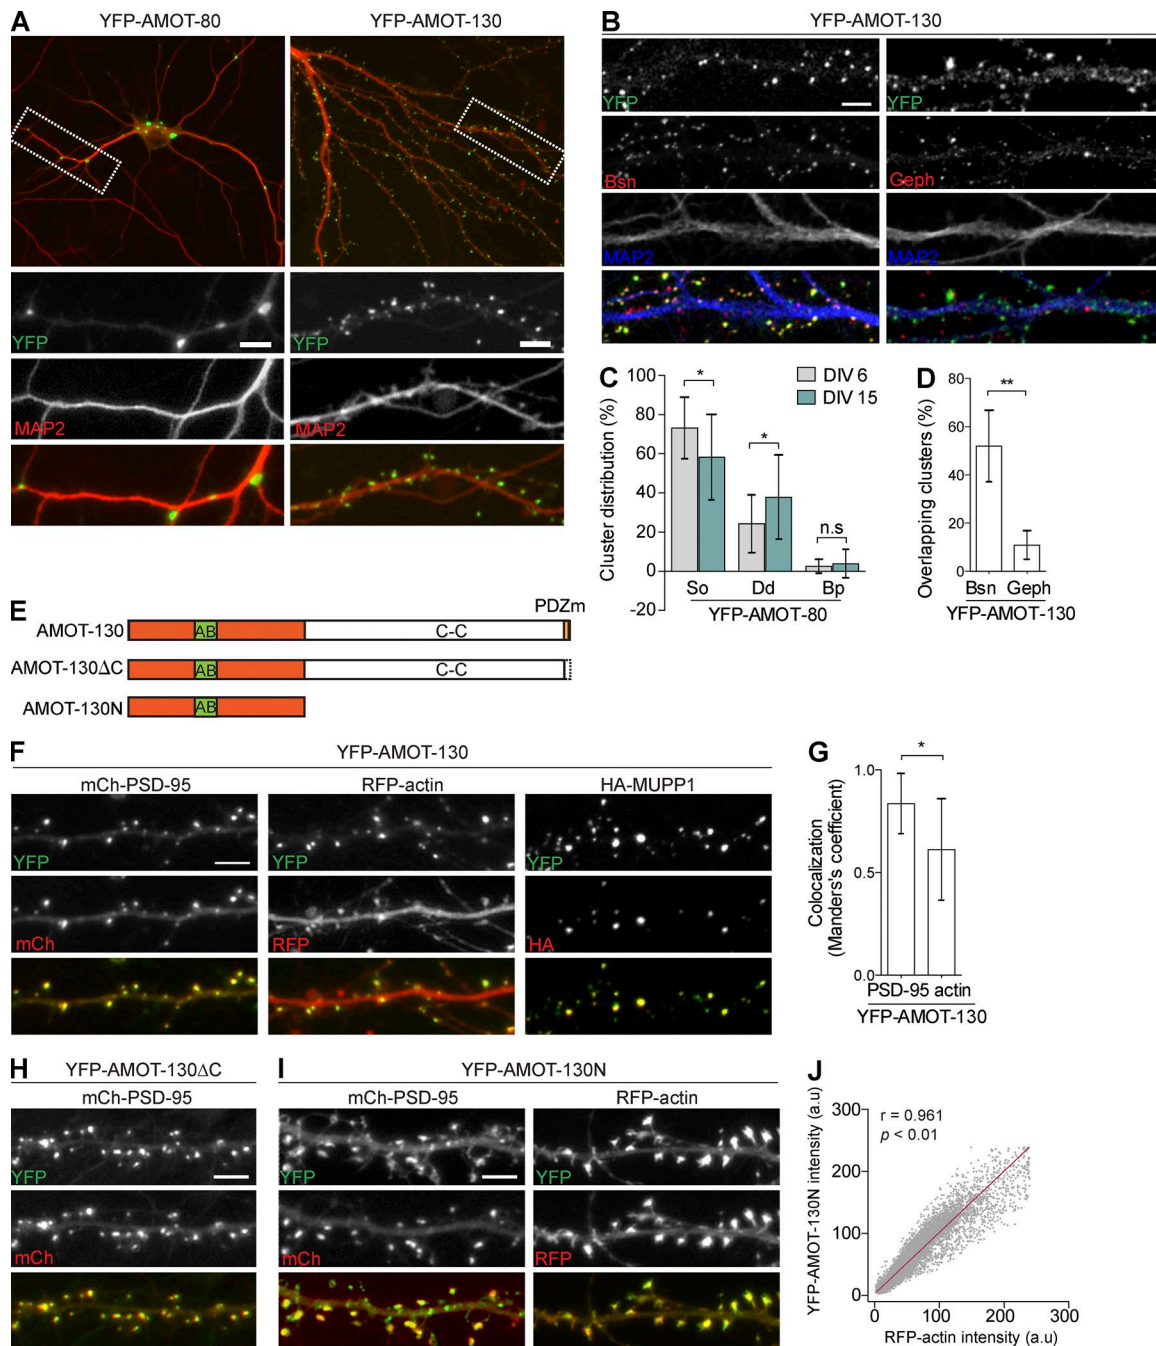 A
YFP-AMOT-80
YFP-AMOT-130
YFP
YFP
MAP2
MAP2
B
YFP-AMOT-130
YFP
YFP
Bsn
Geph
MAP2
MAP2
C
Cluster distribution (%)
100
80
60
40
20
0
-20
DIV 6
DIV 15
*
*
n.s
So
Dd
Bp
YFP-AMOT-80
D
Overlapping clusters (%)
80
60
40
20
0
**
Bsn
Geph
YFP-AMOT-130
E
PDZm
AMOT-130
AB
C-C
AMOT-130ΔC
AB
C-C
AMOT-130N
AB
F
YFP-AMOT-130
mCh-PSD-95
RFP-actin
HA-MUPP1
YFP
YFP
YFP
mCh
RFP
HA
G
Colocalization
(Manders's coefficient)
1.0
0.5
0.0
*
PSD-95 actin
YFP-AMOT-130
H
YFP-AMOT-130ΔC
mCh-PSD-95
YFP
mCh
I
YFP-AMOT-130N
mCh-PSD-95
RFP-actin
YFP
YFP
mCh
RFP
J
YFP-AMOT-130N intensity (a.u)
300
200
100
0
r = 0.961
p < 0.01
0
100
200
300
RFP-actin intensity (a.u)